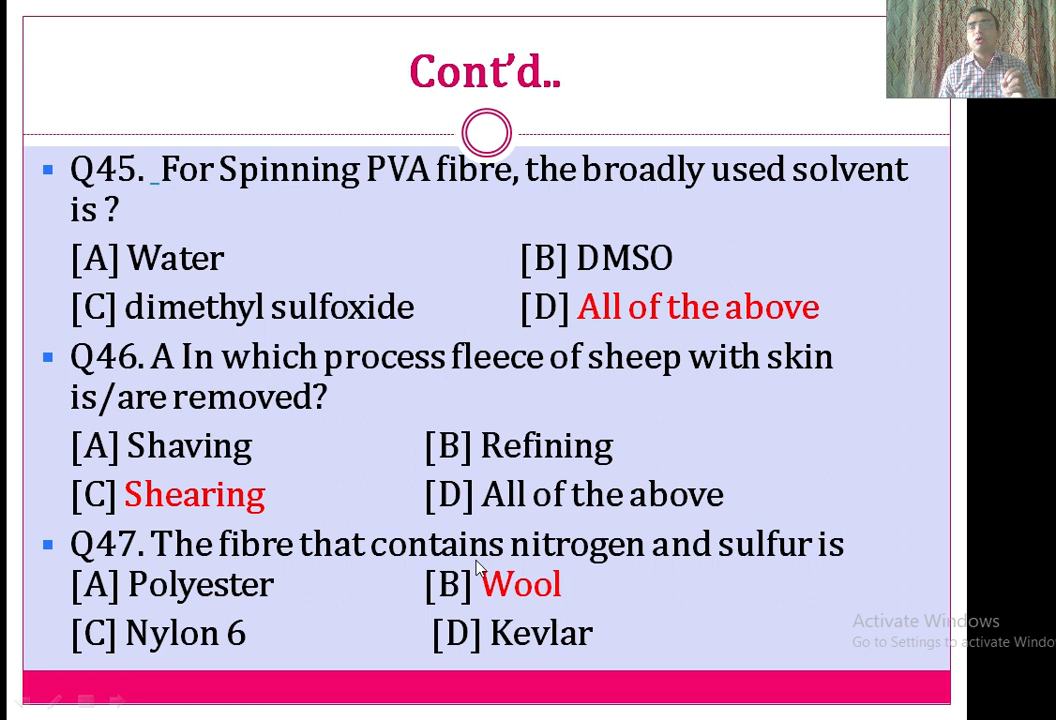 Cont'd..
Q45. _For Spinning PVA fibre, the broadly used solvent
is ?
[A] Water [B] DMSO
[C] dimethyl sulfoxide [D] All of the above
Q46. A In which process fleece of sheep with skin
is/are removed?
[A] Shaving [B] Refining
[C] Shearing [D] All of the above
Q47. The fibre that contains nitrogen and sulfur is
[A] Polyester [B] Wool
[C] Nylon 6 [D] Kevlar
Activate Windows
Go to Settings to activate Windo